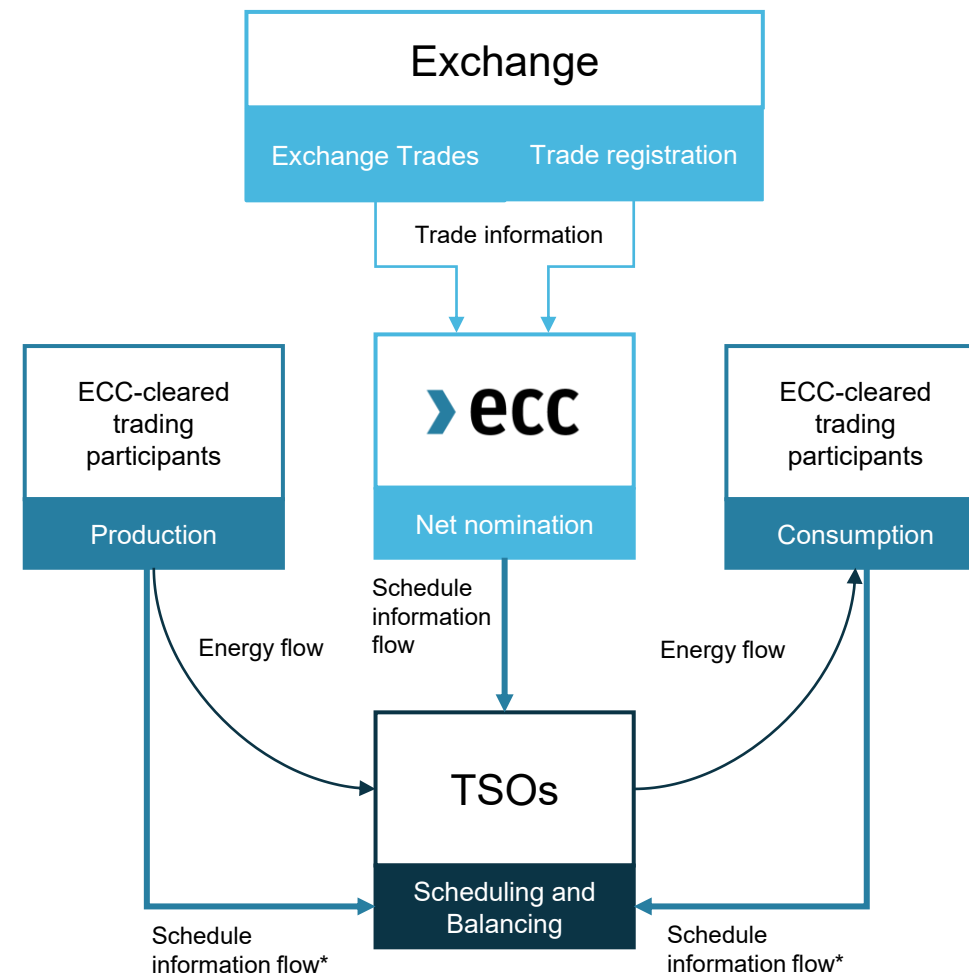 Exchange
Exchange Trades
Trade registration
Trade information
ECC-cleared
trading
participants
Production
ecc
Net nomination
ECC-cleared
trading
participants
Consumption
Schedule
information
flow
Energy flow
Energy flow
TSOs
Scheduling and
Balancing
Schedule
information flow*
Schedule
information flow*